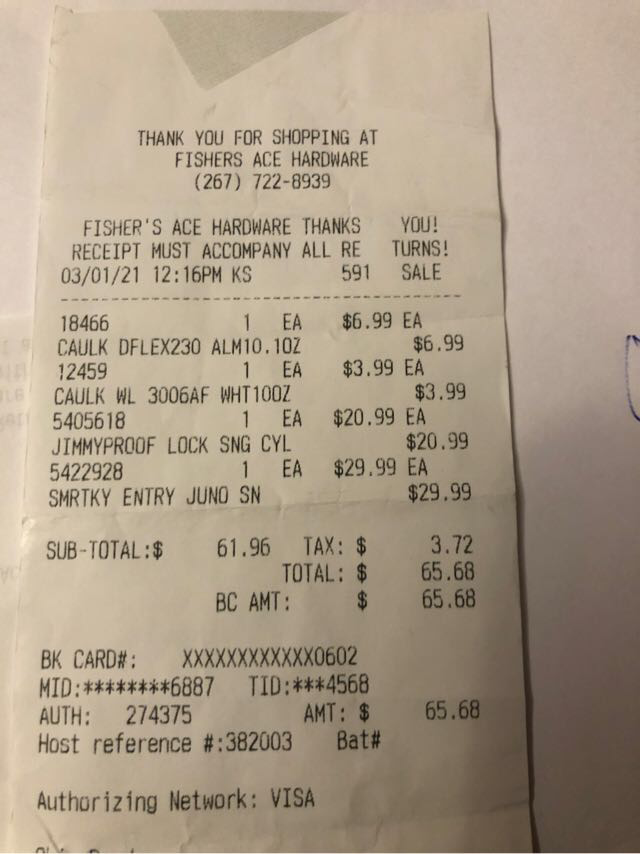 THANK YOU FOR SHOPPING AT
FISHERS ACE HARDWARE
(267) 722-8939
FISHER'S ACE HARDWARE THANKS YOU!
RECEIPT MUST ACCOMPANY ALL RE TURNS!
03/01/21 12:16PM KS 591 SALE
18466 1 EA $6.99 EA
CAULK DFLEX230 ALM10.1OZ $6.99
12459 1 EA $3.99 EA
CAULK WL 3006AF WHT10OZ $3.99
5405618 1 EA $20.99 EA
JIMMYPROOF LOCK SNG CYL $20.99
5422928 1 EA $29.99 EA
SMRTKY ENTRY JUNO SN $29.99
SUB-TOTAL:$ 61.96 TAX: $ 3.72
TOTAL: $ 65.68
BC AMT: $ 65.68
BK CARD#: XXXXXXXXXXXX0602
MID:********6887 TID:***4568
AUTH: 274375 AMT: $ 65.68
Host reference #:382003 Bat#
Authorizing Network: VISA